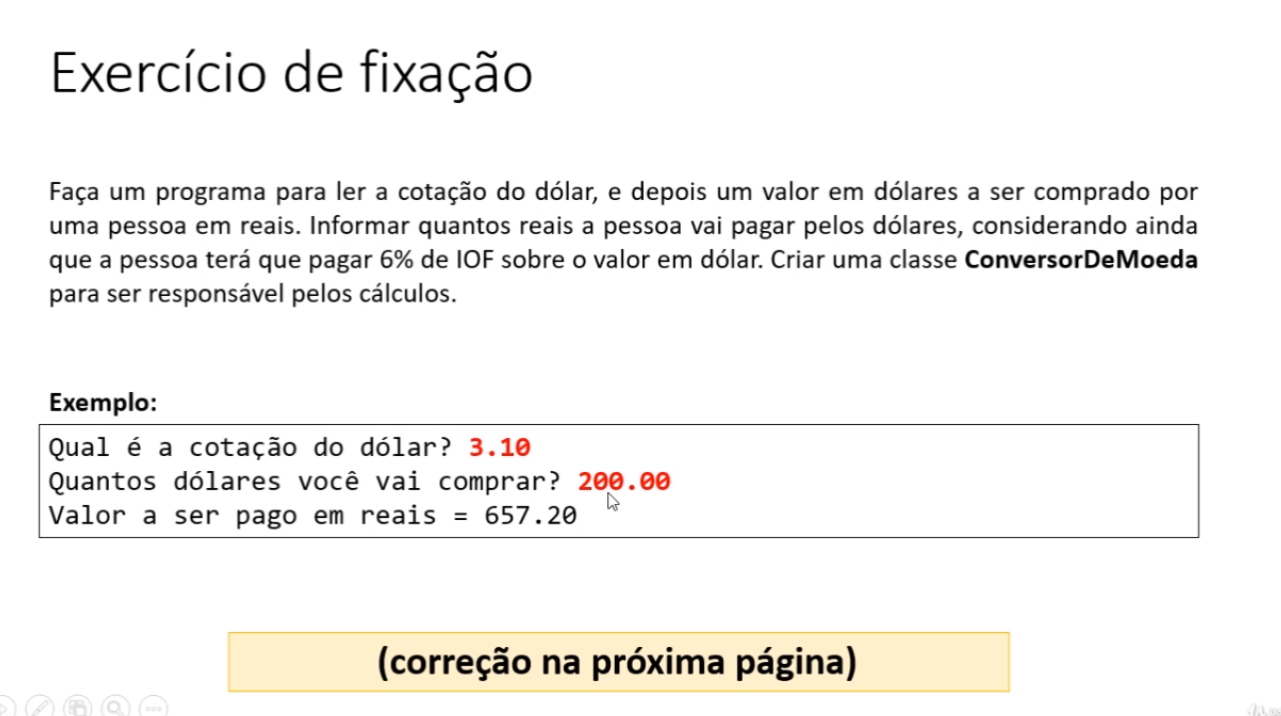 Exercício de fixação
Faça um programa para ler a cotação do dólar, e depois um valor em dólares a ser comprado por
uma pessoa em reais. Informar quantos reais a pessoa vai pagar pelos dólares, considerando ainda
que a pessoa terá que pagar 6% de IOF sobre o valor em dólar. Criar uma classe ConversorDeMoeda
para ser responsável pelos cálculos.
Exemplo:
Qual é a cotação do dólar? 3.10
Quantos dólares você vai comprar? 200.00
Valor a ser pago em reais = 657.20
(correção na próxima página)